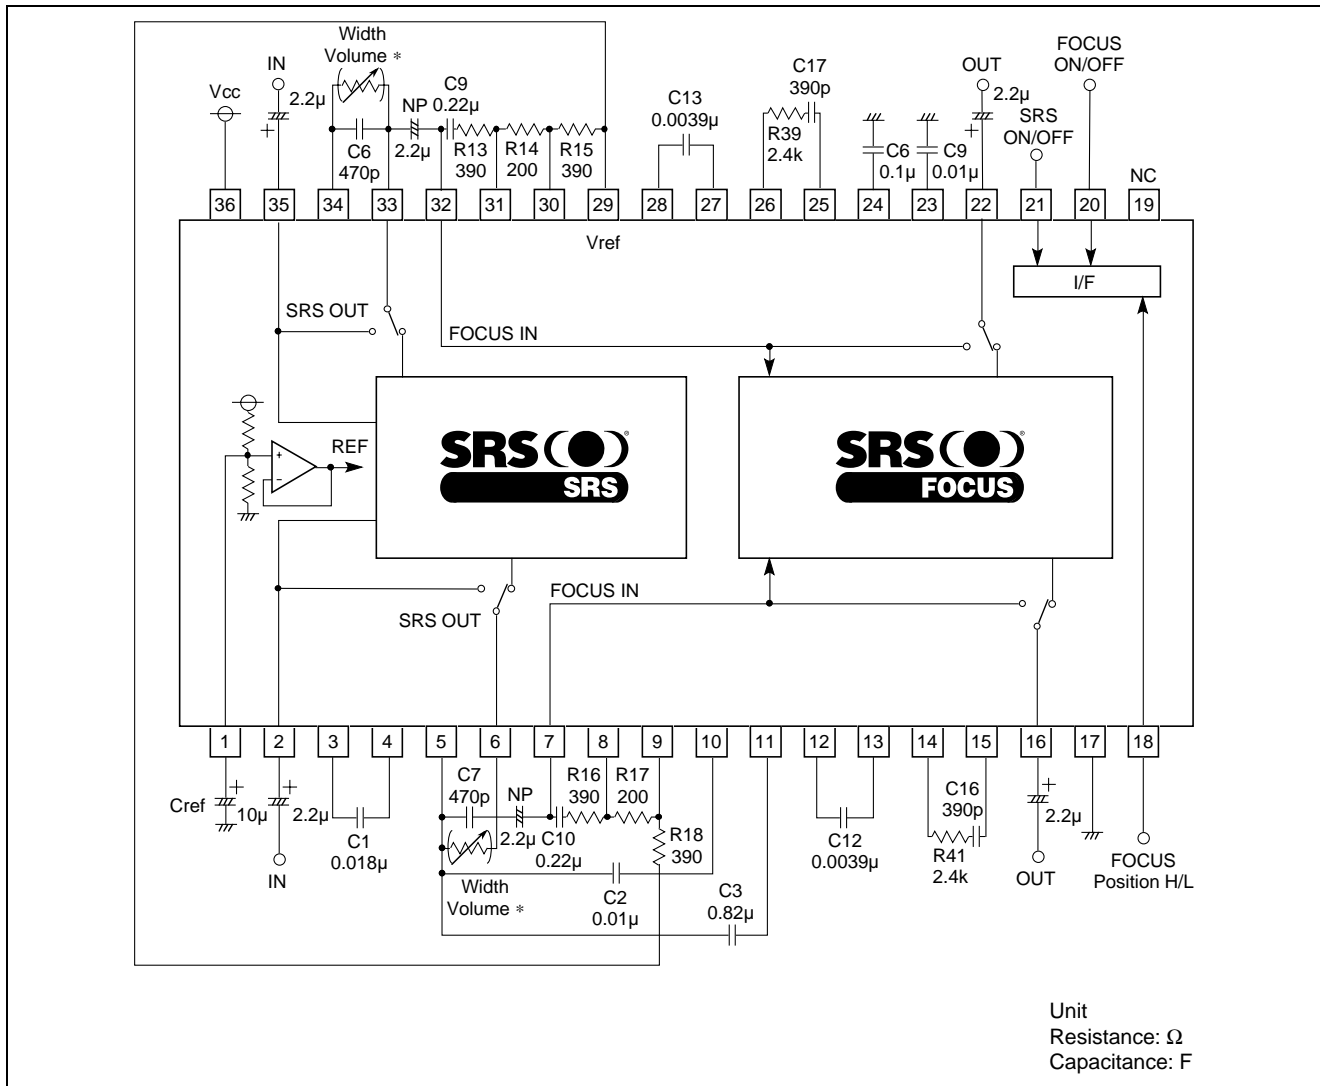 Width
Volume *
IN
Vcc
2.2µ
+
NP
C9
0.22µ
C6
470p
2.2µ
R13
390
R14
200
R15
390
C13
0.0039µ
C17
390p
R39
2.4k
C6
0.1µ
C9
0.01µ
OUT
2.2µ
+
SRS
ON/OFF
FOCUS
ON/OFF
NC
36 35 34 33 32 31 30 29 28 27 26 25 24 23 22 21 20 19
Vref
I/F
SRS OUT
FOCUS IN
REF
+
−
SRS ®
SRS
SRS ®
FOCUS
FOCUS IN
SRS OUT
1 2 3 4 5 6 7 8 9 10 11 12 13 14 15 16 17 18
Cref
+
10µ
+
2.2µ
IN
C1
0.018µ
C7
470p
NP
2.2µ
C10
0.22µ
R16
390
R17
200
R18
390
Width
Volume *
C2
0.01µ
C3
0.82µ
C12
0.0039µ
C16
390p
R41
2.4k
+
2.2µ
OUT
FOCUS
Position H/L
Unit
Resistance: Ω
Capacitance: F